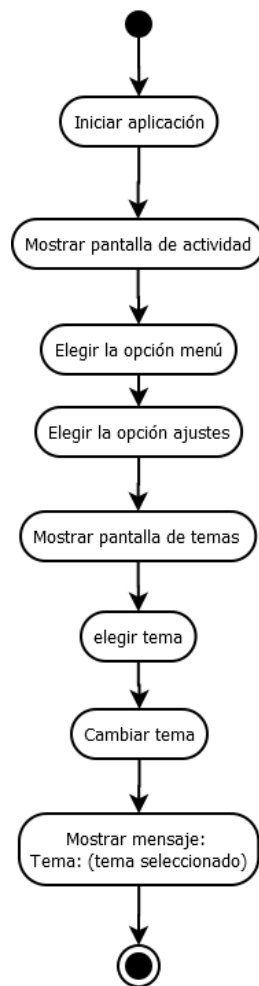 Iniciar aplicación
Mostrar pantalla de actividad
Elegir la opción menú
Elegir la opción ajustes
Mostrar pantalla de temas
elegir tema
Cambiar tema
Mostrar mensaje:
Tema: (tema seleccionado)